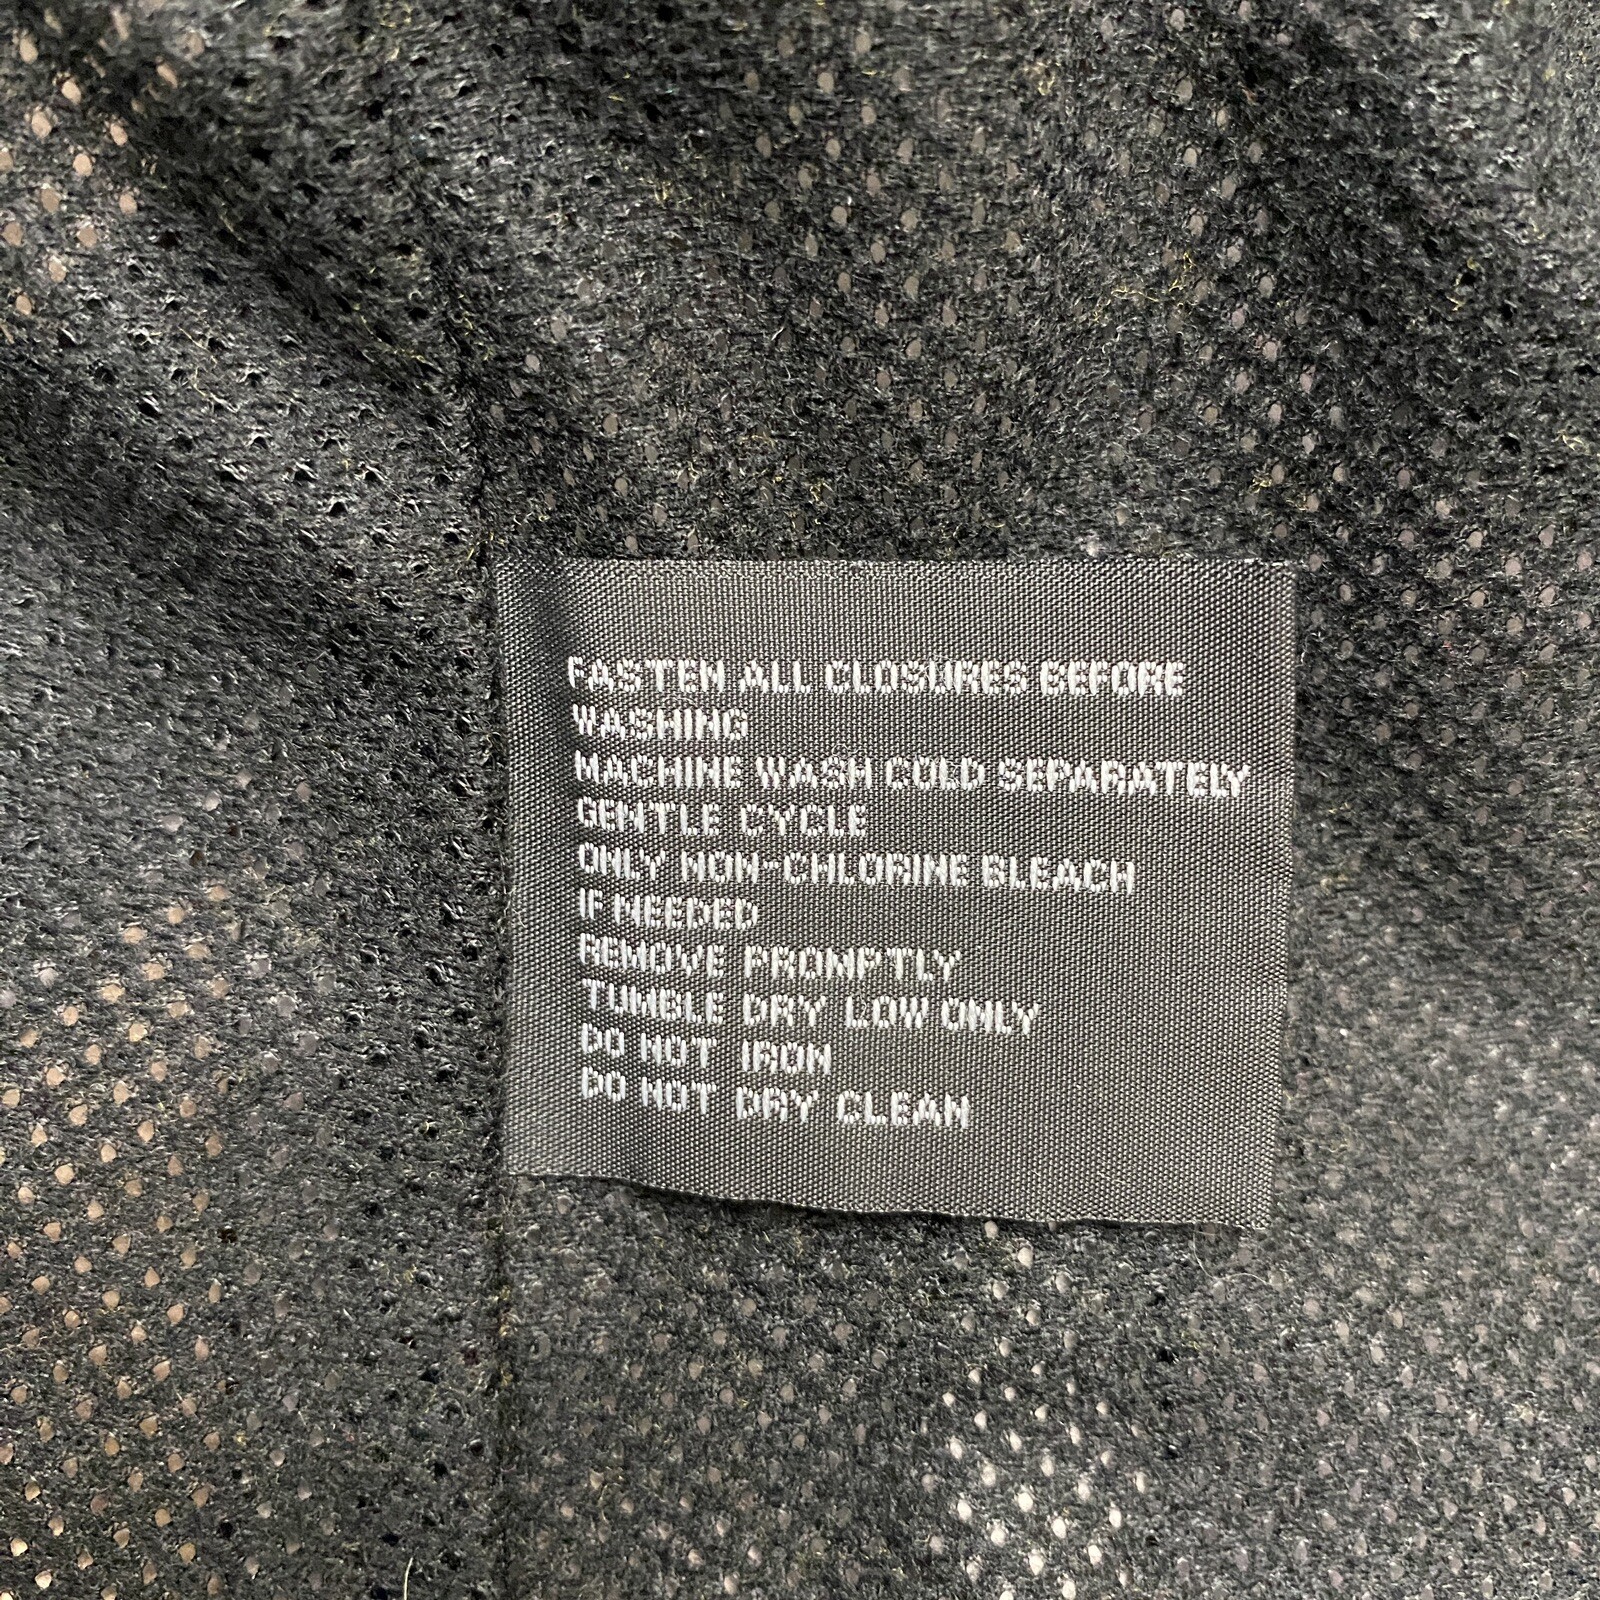 FASTEN ALL CLOSURES BEFORE
WASHING
MACHINE WASH COLD SEPARATELY
GENTLE CYCLE
ONLY NON-CHLORINE BLEACH
IF NEEDED
REMOVE PROMPTLY
TUMBLE DRY LOW ONLY
DO NOT IRON
DO NOT DRY CLEAN